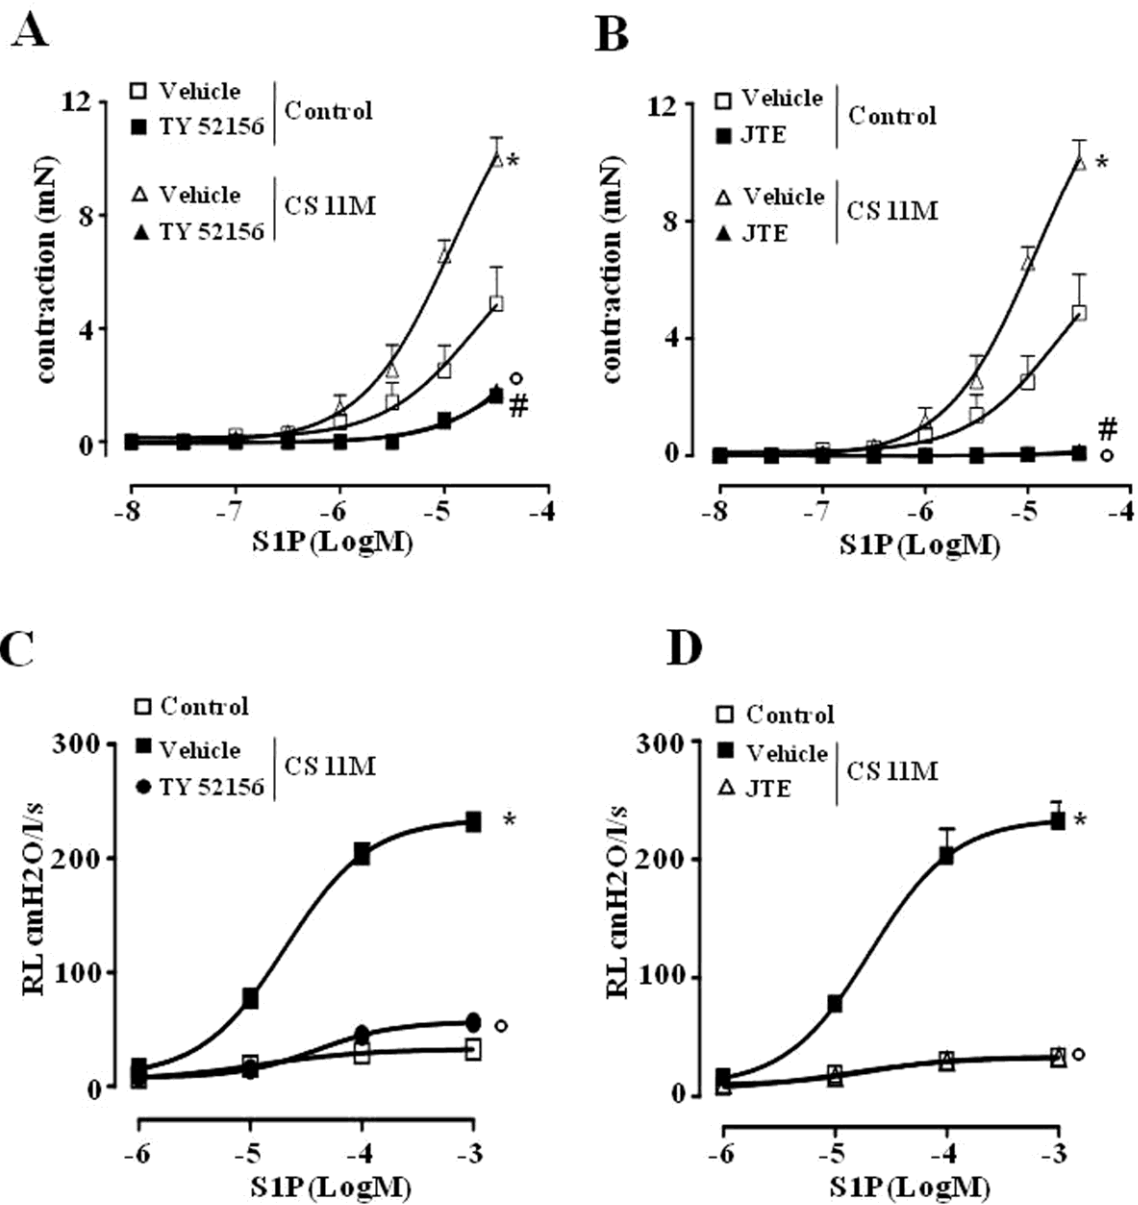 A
Vehicle
TY 52156
Control
Vehicle
TY 52156
CS 11M
12
8
4
0
contraction (mN)
*
#
-8 -7 -6 -5 -4
S1P(LogM)
B
Vehicle
JTE
Control
Vehicle
JTE
CS 11M
12
8
4
0
contraction (mN)
*
#
-8 -7 -6 -5 -4
S1P(LogM)
C
Control
Vehicle
TY 52156
CS 11M
300
200
100
0
RL cmH2O/l/s
*
-6 -5 -4 -3
S1P(LogM)
D
Control
Vehicle
JTE
CS 11M
300
200
100
0
RL cmH2O/l/s
*
-6 -5 -4 -3
S1P(LogM)